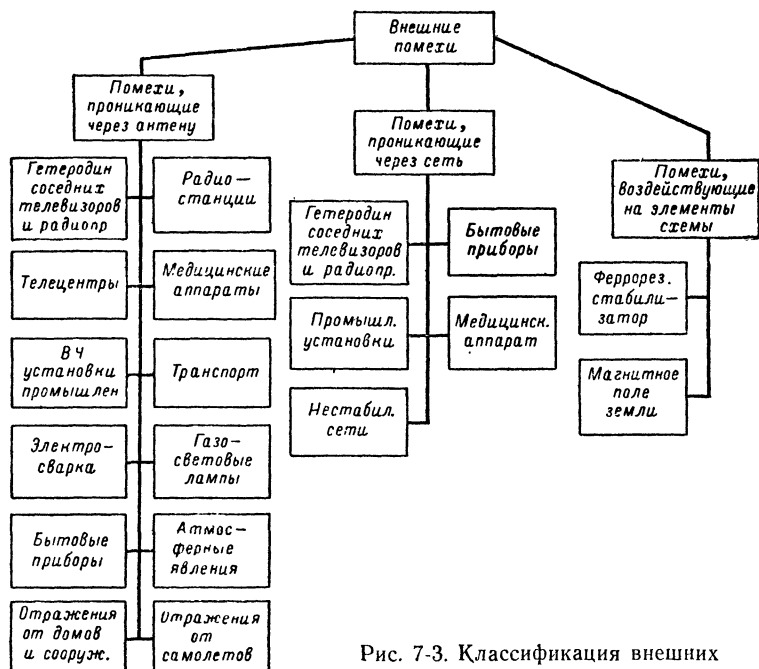 Внешние
помехи
Помехи,
проникающие
через антену
Гетеродин
соседних
телевизоров
и радиопр
Радио—
станции
Телецентры
Медицинские
аппараты
ВЧ
установки
промышлен
Транспорт
Электро-
сварка
Газо-
световые
лампы
Бытовые
приборы
Атмос—
ферные
явления
Отражения
от домов
и сооруж.
Отражения
от
самолетов
Помехи,
проникающие
через сеть
Гетеродин
соседних
телевизоров
и радиопр.
Бытовые
приборы
Промышл.
установки
Медицинск.
аппарат
Нестабил.
сети
Помехи,
воздействующие
на элементы
схемы
Феррорез.
стабили-
затор
Магнитное
поле
земли
Рис. 7-3. Классификация внешних